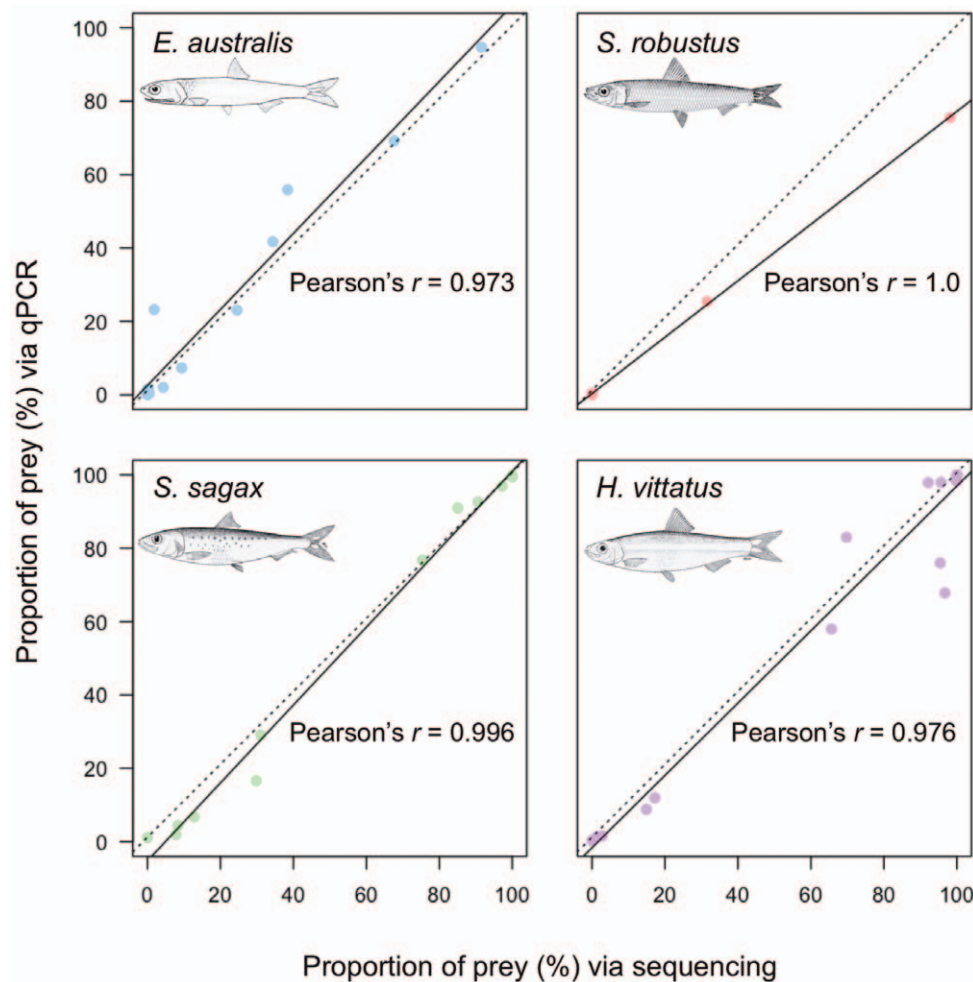 E. australis
S. robustus
100
80
60
40
20
0
Pearson's r = 0.973
Pearson's r = 1.0
Proportion of prey (%) via qPCR
S. sagax
H. vittatus
100
80
60
40
20
0
Pearson's r = 0.996
Pearson's r = 0.976
0 20 40 60 80 100
0 20 40 60 80 100
Proportion of prey (%) via sequencing